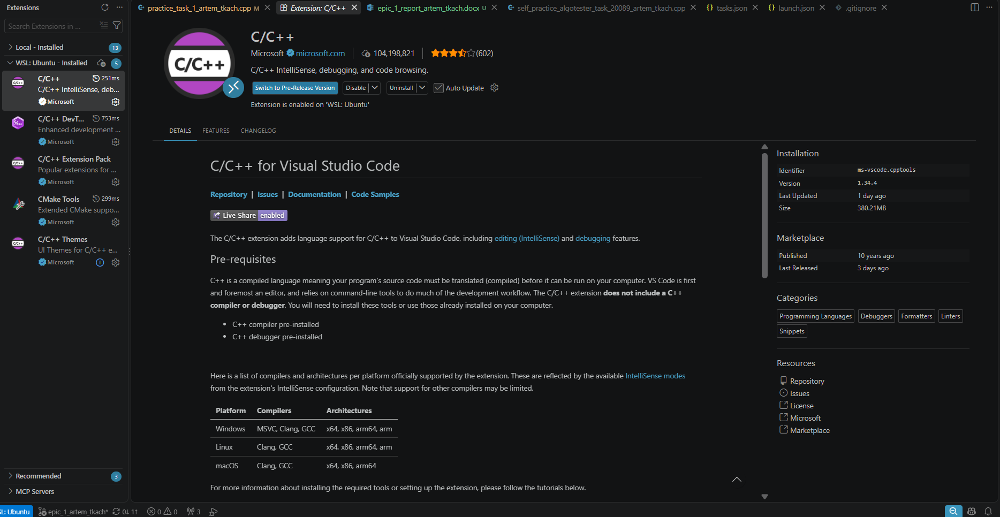 Extensions
practice_task_1_artem_tkach.cpp M
Extension: C/C++
epic_1_report_artem_tkach.docx U
self_practice_algotester_task_20089_artem_tkach.cpp
{} tasks.json
{} launch.json
.gitignore
Search Extensions in ...
Local - Installed 13
WSL: Ubuntu - Installed 5
C/C++ 251ms
C/C++ IntelliSense, deb...
Microsoft
C/C++ DevT... 753ms
Enhanced development ...
Microsoft
C/C++ Extension Pack
Popular extensions for ...
Microsoft
CMake Tools 299ms
Extended CMake suppo...
Microsoft
C/C++ Themes
UI Themes for C/C++ e...
Microsoft
Recommended 3
MCP Servers
C/C++
C/C++
Microsoft microsoft.com 104,198,821 (602)
C/C++ IntelliSense, debugging, and code browsing.
Switch to Pre-Release Version Disable Uninstall Auto Update
Extension is enabled on 'WSL: Ubuntu'
DETAILS FEATURES CHANGELOG
C/C++ for Visual Studio Code
Repository | Issues | Documentation | Code Samples
Live Share enabled
The C/C++ extension adds language support for C/C++ to Visual Studio Code, including editing (IntelliSense) and debugging features.
Pre-requisites
C++ is a compiled language meaning your program's source code must be translated (compiled) before it can be run on your computer. VS Code is first
and foremost an editor, and relies on command-line tools to do much of the development workflow. The C/C++ extension does not include a C++
compiler or debugger. You will need to install these tools or use those already installed on your computer.
• C++ compiler pre-installed
• C++ debugger pre-installed
Here is a list of compilers and architectures per platform officially supported by the extension. These are reflected by the available IntelliSense modes
from the extension's IntelliSense configuration. Note that support for other compilers may be limited.
Platform Compilers Architectures
Windows MSVC, Clang, GCC x64, x86, arm64, arm
Linux Clang, GCC x64, x86, arm64, arm
macOS Clang, GCC x64, x86, arm64
For more information about installing the required tools or setting up the extension, please follow the tutorials below.
Installation
Identifier ms-vscode.cpptools
Version 1.34.4
Last Updated 1 day ago
Size 380.21MB
Marketplace
Published 10 years ago
Last Released 3 days ago
Categories
Programming Languages Debuggers Formatters Linters
Snippets
Resources
Repository
Issues
License
Microsoft
Marketplace
SL: Ubuntu epic_1_artem_tkach* 0↓ 1↑ 0 0 3